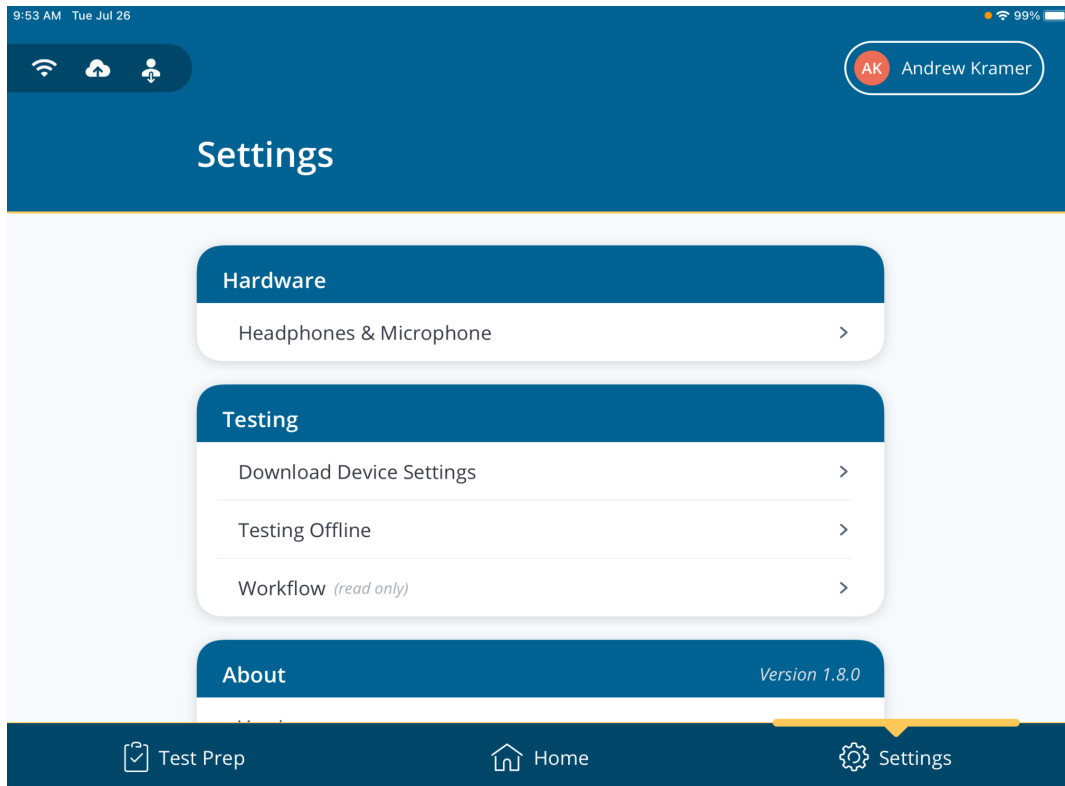 9:53 AM Tue Jul 26
99%
AK Andrew Kramer
Settings
Hardware
Headphones & Microphone
Testing
Download Device Settings
Testing Offline
Workflow (read only)
About Version 1.8.0
Test Prep
Home
Settings